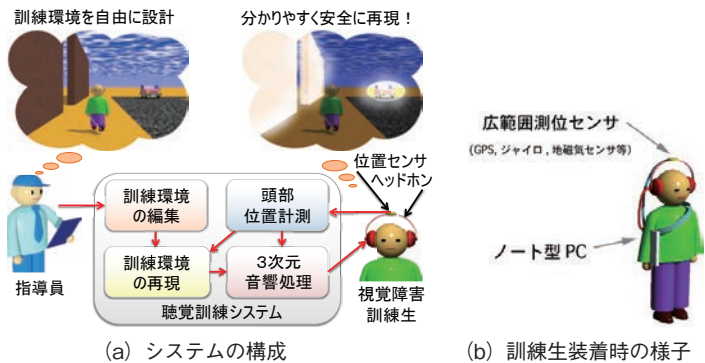 訓練環境を自由に設計
分かりやすく安全に再現！
位置センサ
ヘッドホン
訓練環境
の編集
頭部
位置計測
訓練環境
の再現
3次元
音響処理
聴覚訓練システム
指導員
視覚障害
訓練生
(a) システムの構成
広範囲測位センサ
(GPS, ジャイロ, 地磁気センサ等)
ノート型 PC
(b) 訓練生装着時の様子